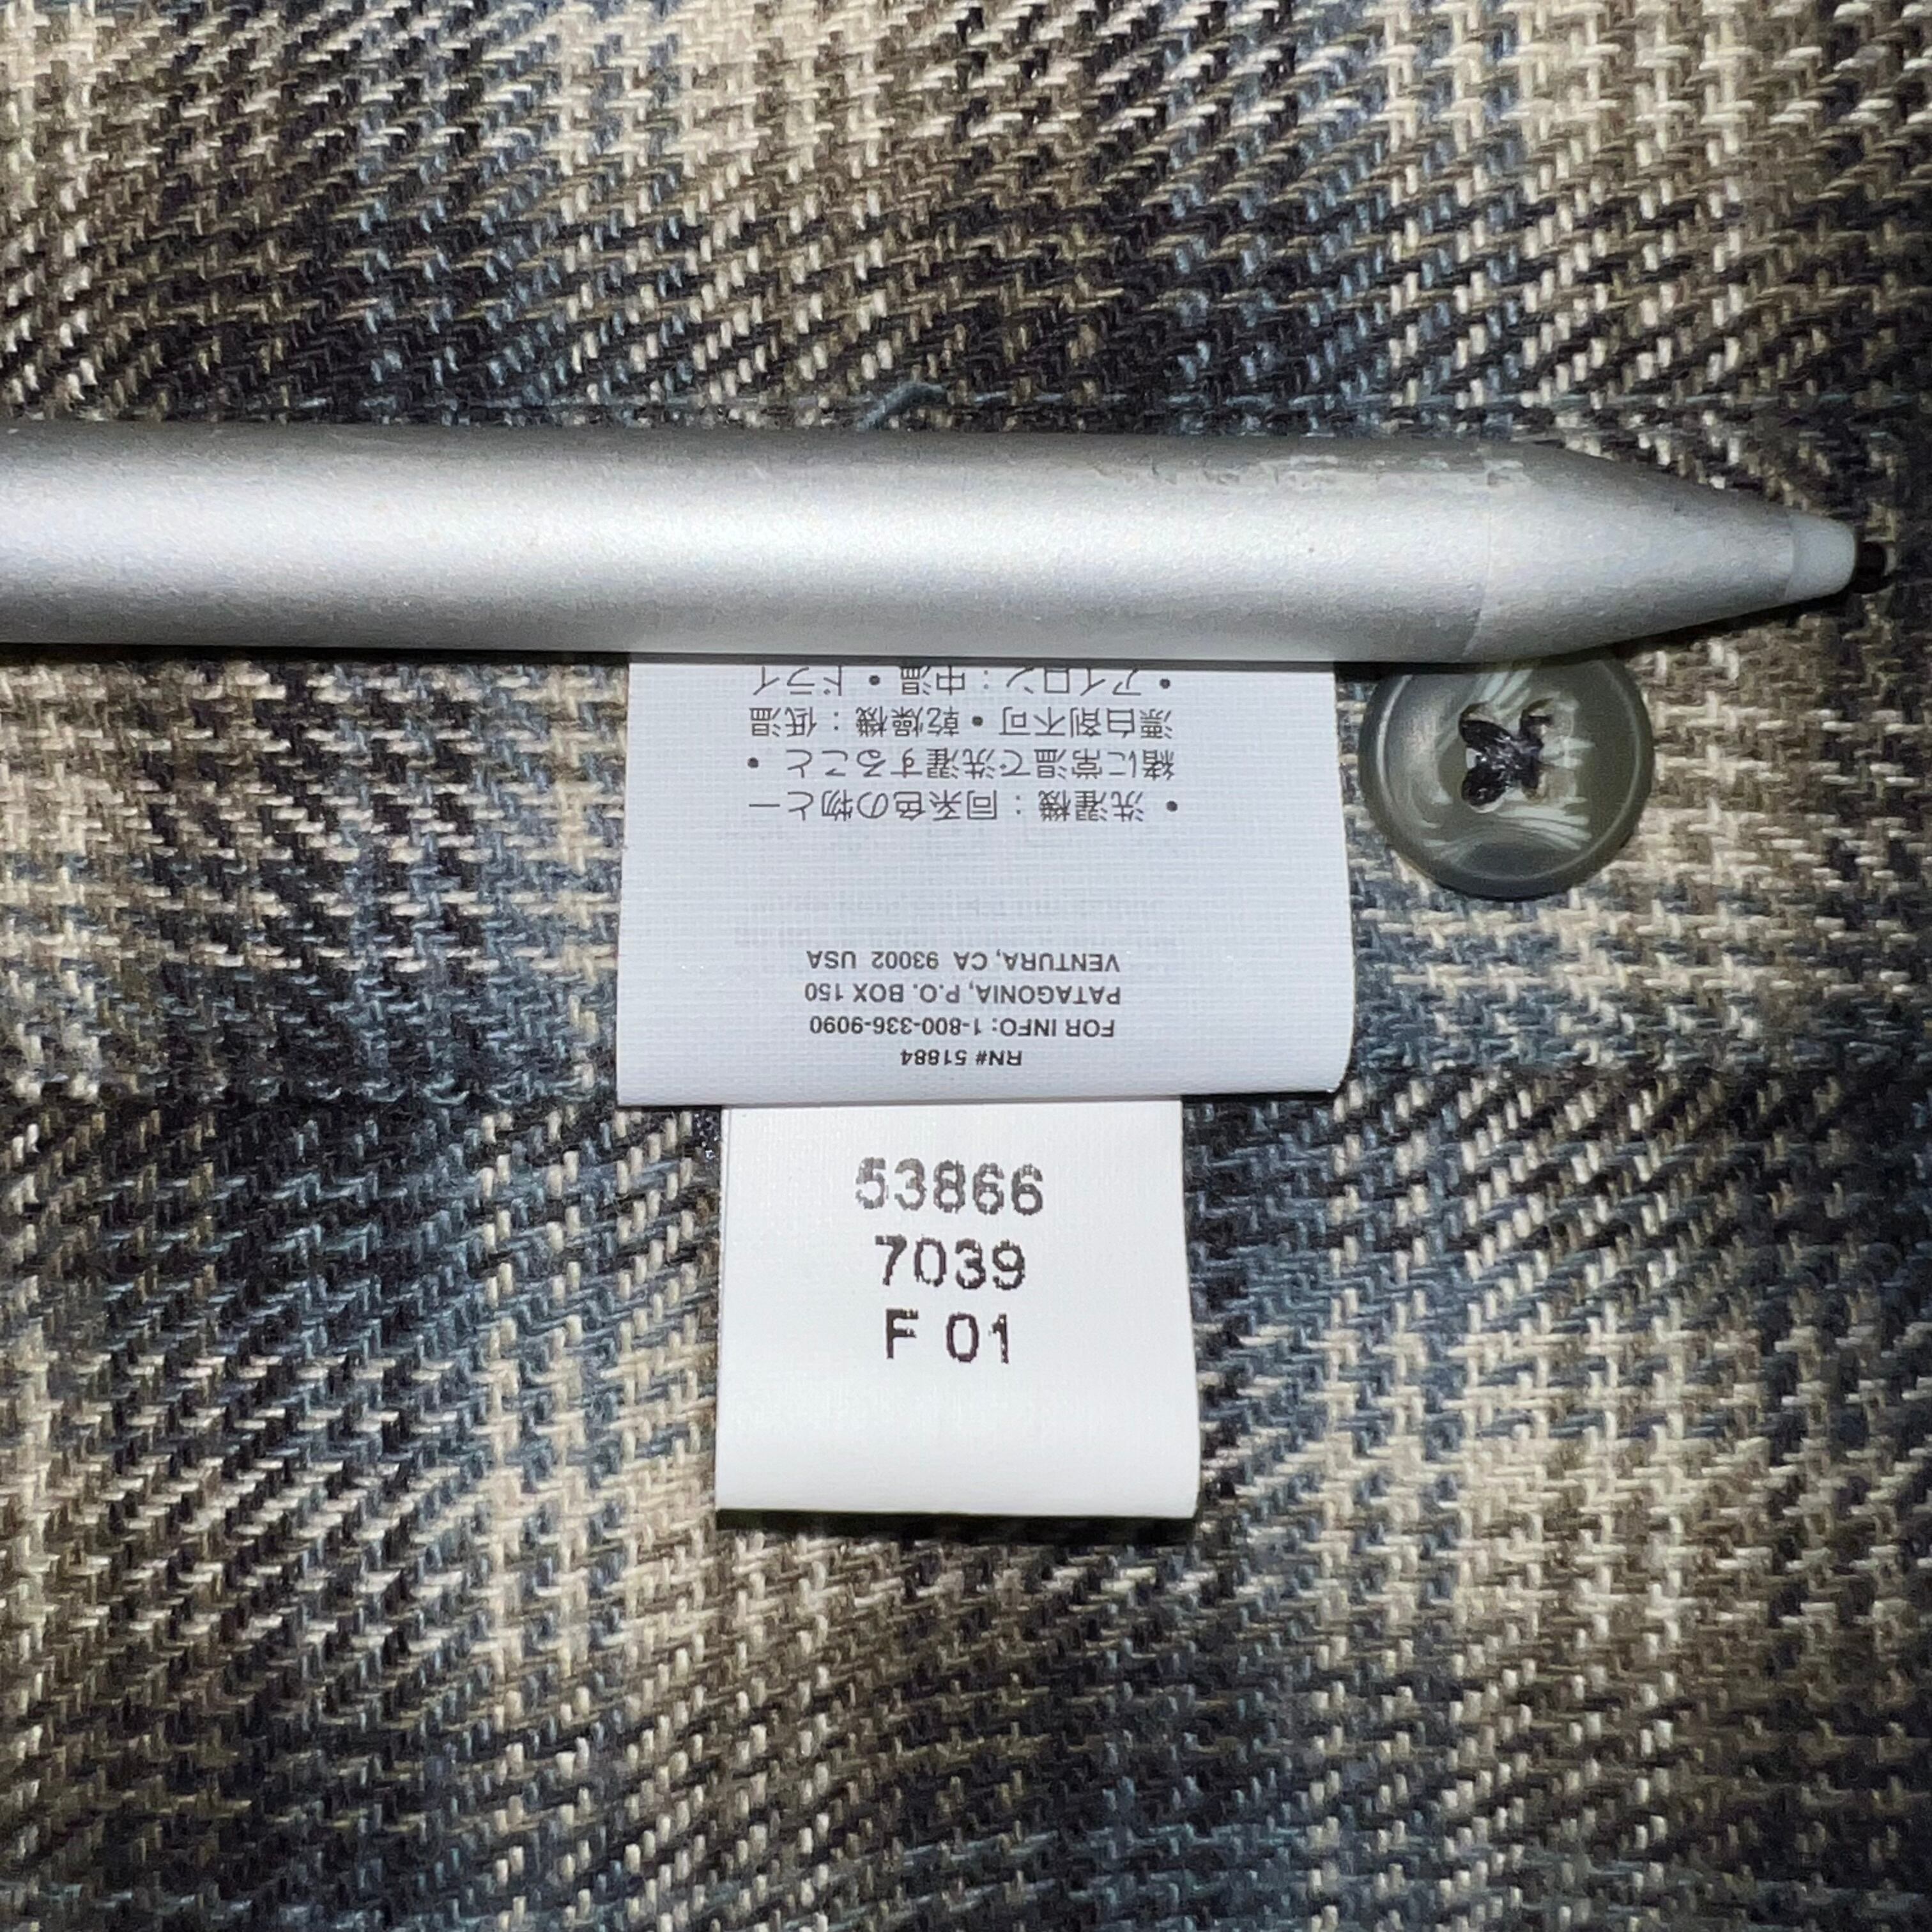 RN# 51884
FOR INFO: 1-800-336-9090
PATAGONIA, P.O. BOX 150
VENTURA, CA 93002 USA
• 洗濯機：同系色の物と一
緒に常温で洗濯すること •
漂白剤不可 • 乾燥機：低温
• アイロン：中温 • ドライ
53866
7039
F 01